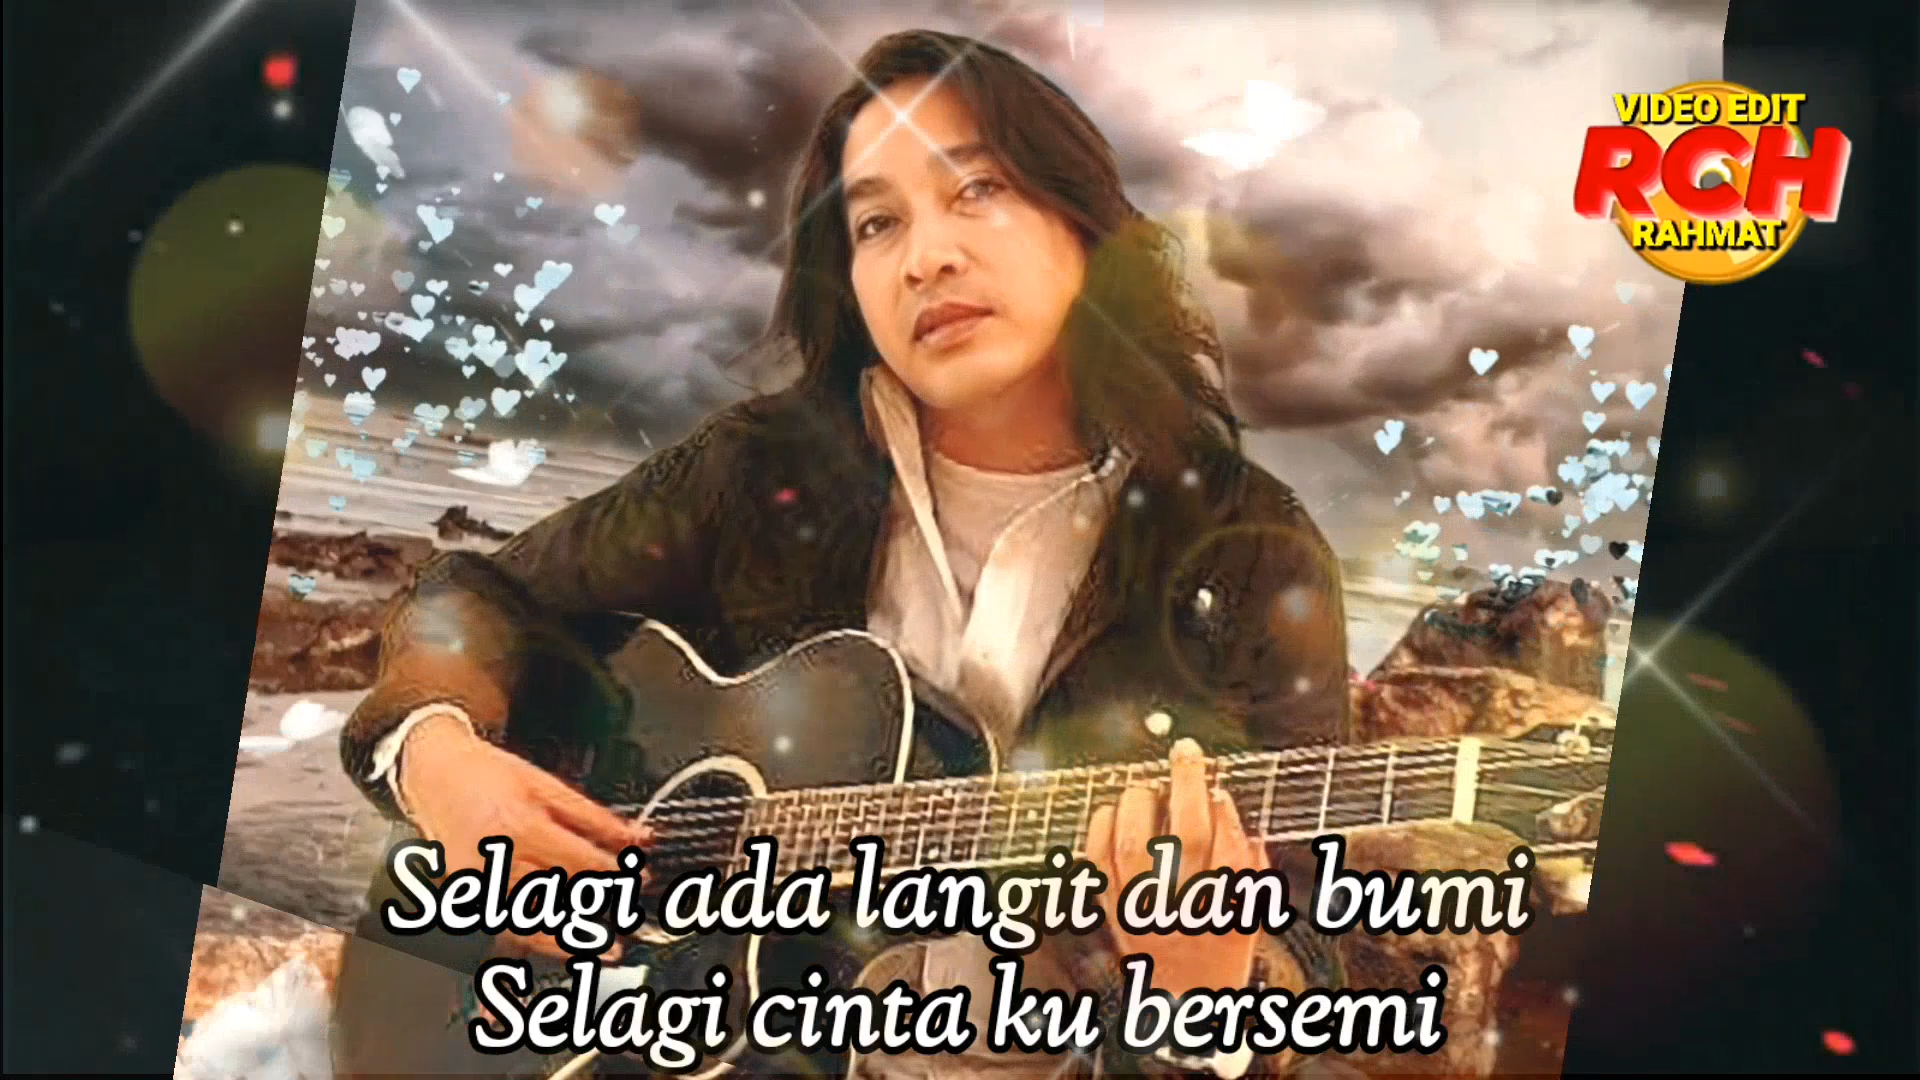 VIDEO EDIT
RCH
RAHMAT
Selagi ada langit dan bumi
Selagi cinta ku bersemi